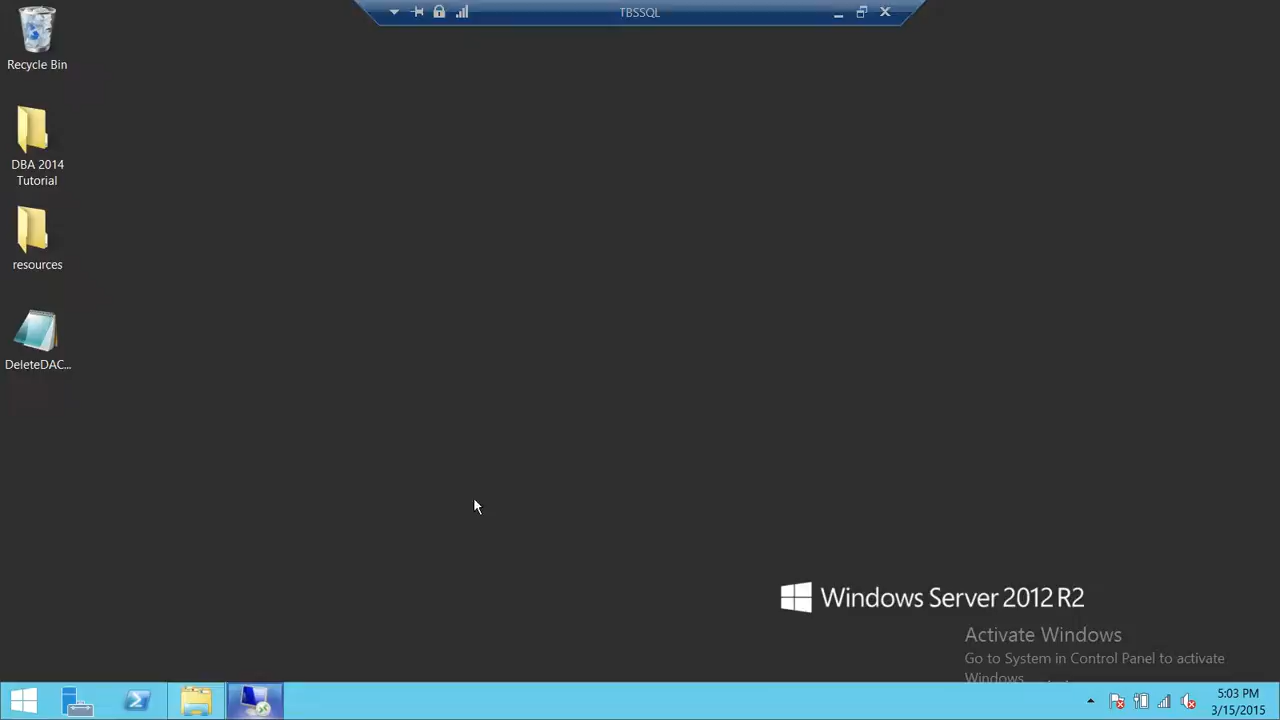 TBSSQL
Recycle Bin
DBA 2014
Tutorial
resources
DeleteDAC...
Windows Server 2012 R2
Activate Windows
Go to System in Control Panel to activate
Windows.
5:03 PM
3/15/2015